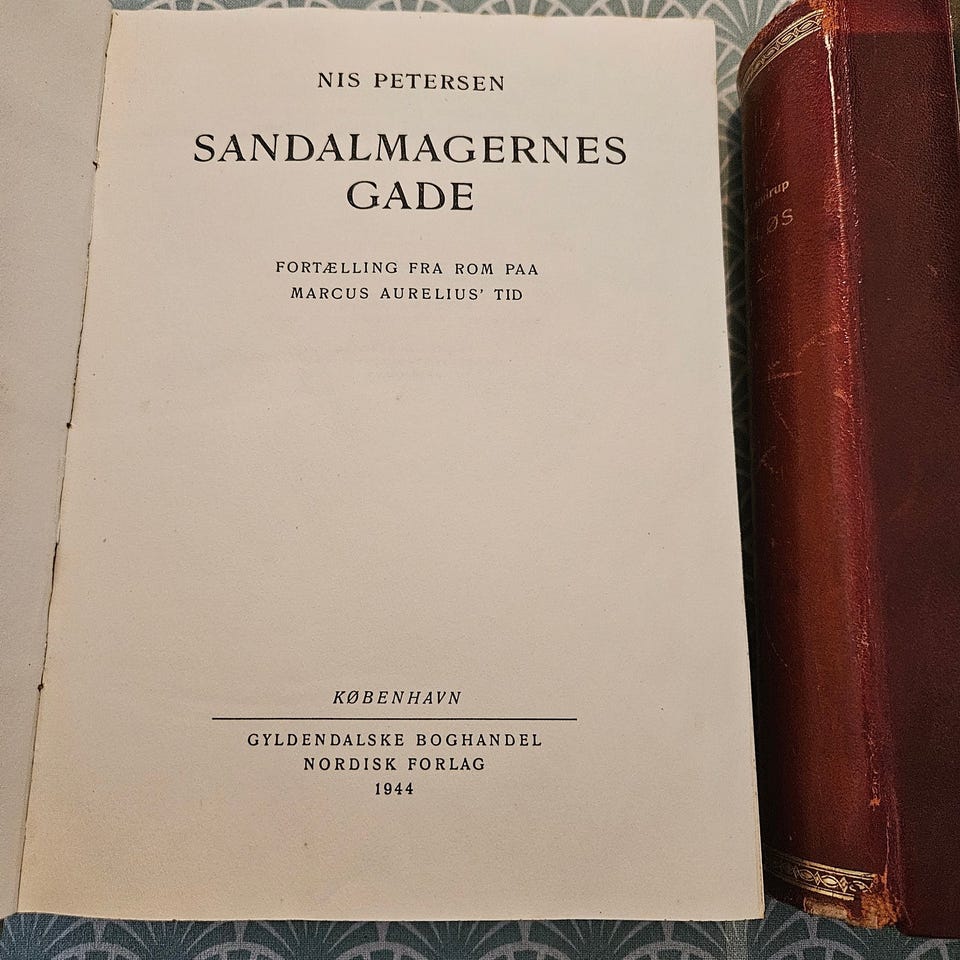 NIS PETERSEN
SANDALMAGERNES
GADE
FORTÆLLING FRA ROM PAA
MARCUS AURELIUS' TID
KØBENHAVN
GYLDENDALSKE BOGHANDEL
NORDISK FORLAG
1944